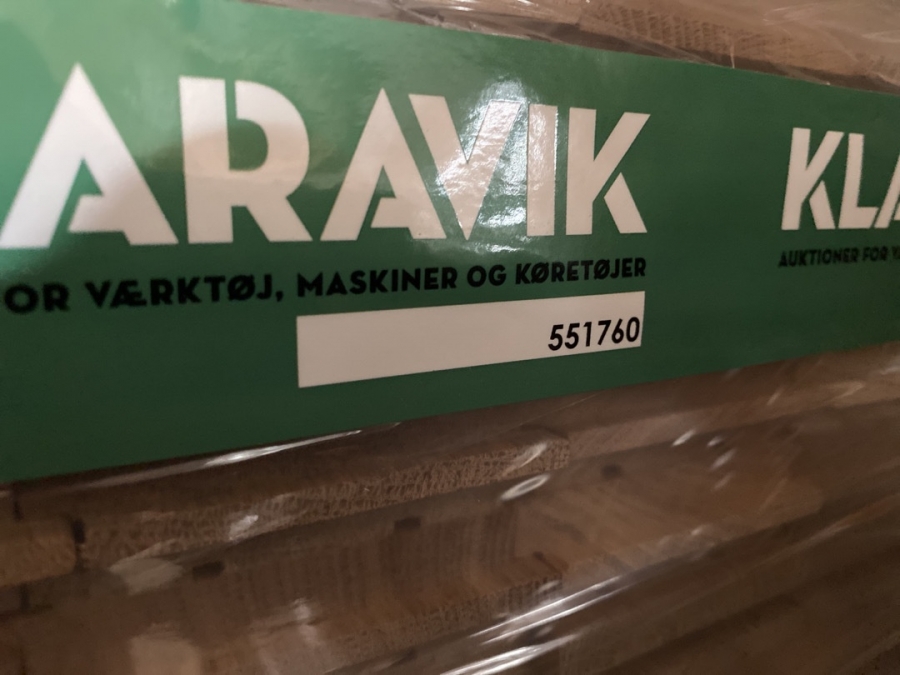 ARAVIK
OR VÆRKTØJ, MASKINER OG KØRETØJER
551760
KLA
AUKTIONER FOR V